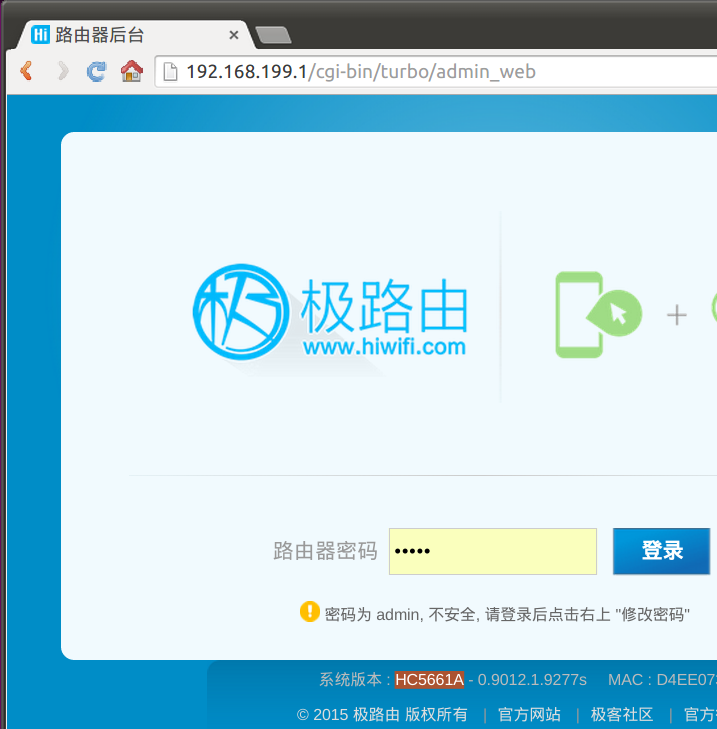 Hi 路由器后台
192.168.199.1/cgi-bin/turbo/admin_web
极路由
www.hiwifi.com
路由器密码 ••••• 登录
密码为 admin, 不安全, 请登录后点击右上 "修改密码"
系统版本 : HC5661A - 0.9012.1.9277s MAC : D4EE07
© 2015 极路由 版权所有 | 官方网站 | 极客社区 | 官方